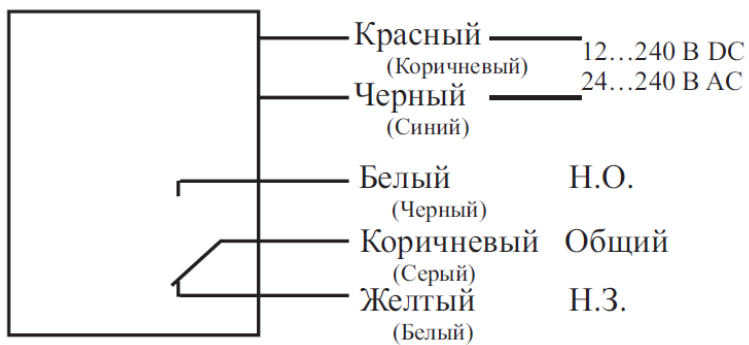 Красный 12...240 В DC
(Коричневый) 24...240 В AC
Черный
(Синий)
Белый Н.О.
(Черный)
Коричневый Общий
(Серый)
Желтый Н.З.
(Белый)